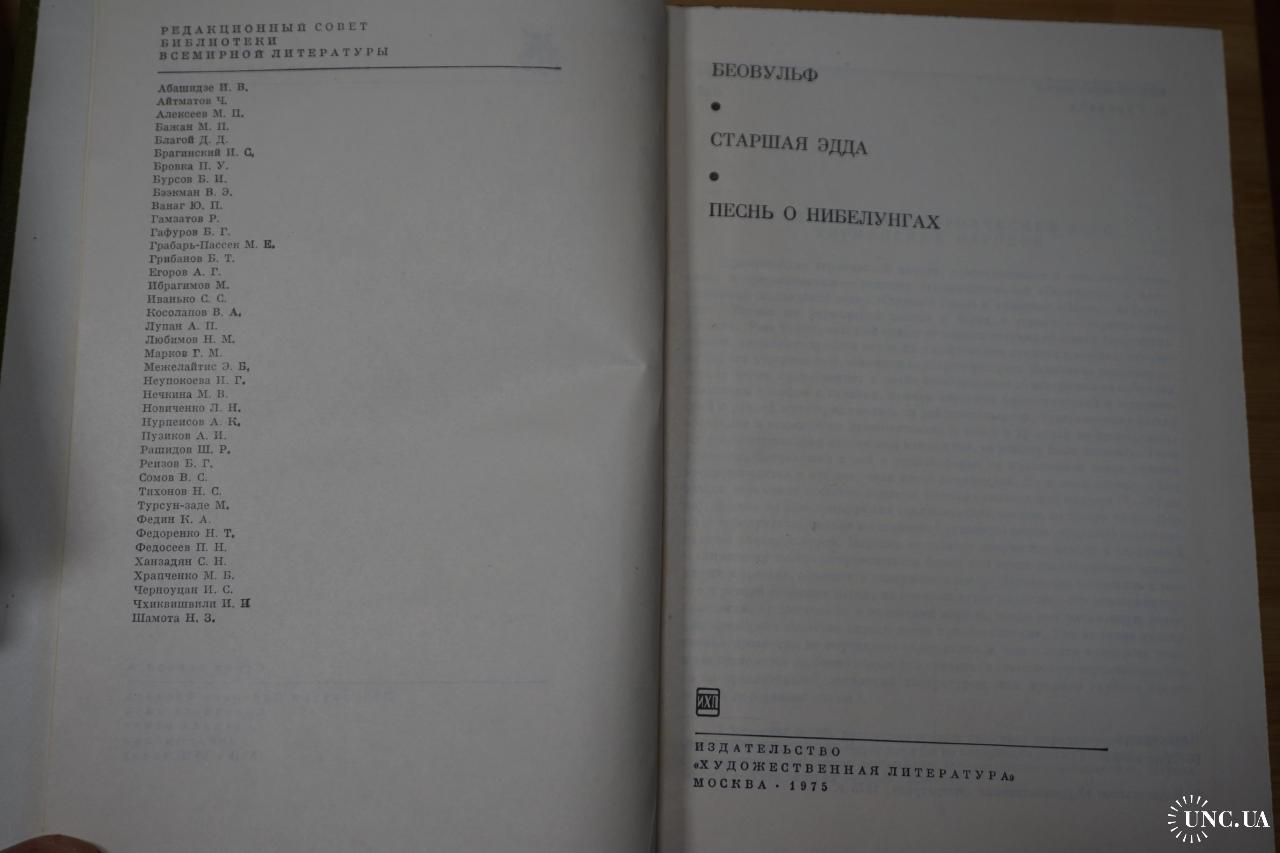 РЕДАКЦИОННЫЙ СОВЕТ
БИБЛИОТЕКИ
ВСЕМИРНОЙ ЛИТЕРАТУРЫ
Абашидзе И. В.
Айтматов Ч.
Алексеев М. П.
Бажан М. П.
Благой Д. Д.
Брагинский И. С.
Бровка П. У.
Бурсов Б. И.
Бээкман В. Э.
Ванаг Ю. П.
Гамзатов Р.
Гафуров Б. Г.
Грабарь-Пассек М. Е.
Грибанов Б. Т.
Егоров А. Г.
Ибрагимов М.
Иванько С. С.
Косолапов В. А.
Лупан А. П.
Любимов Н. М.
Марков Г. М.
Межелайтис Э. Б.
Неупокоева И. Г.
Нечкина М. В.
Новиченко Л. Н.
Нурпеисов А. К.
Пузиков А. И.
Рашидов Ш. Р.
Реизов Б. Г.
Сомов В. С.
Тихонов Н. С.
Турсун-заде М.
Федин К. А.
Федоренко Н. Т.
Федосеев П. Н.
Ханзадян С. Н.
Храпченко М. Б.
Черноуцан И. С.
Чхиквишвили И. И
Шамота Н. З.
БЕОВУЛЬФ
•
СТАРШАЯ ЭДДА
•
ПЕСНЬ О НИБЕЛУНГАХ
ИХЛ
ИЗДАТЕЛЬСТВО
«ХУДОЖЕСТВЕННАЯ ЛИТЕРАТУРА»
МОСКВА · 1975
UNC.UA